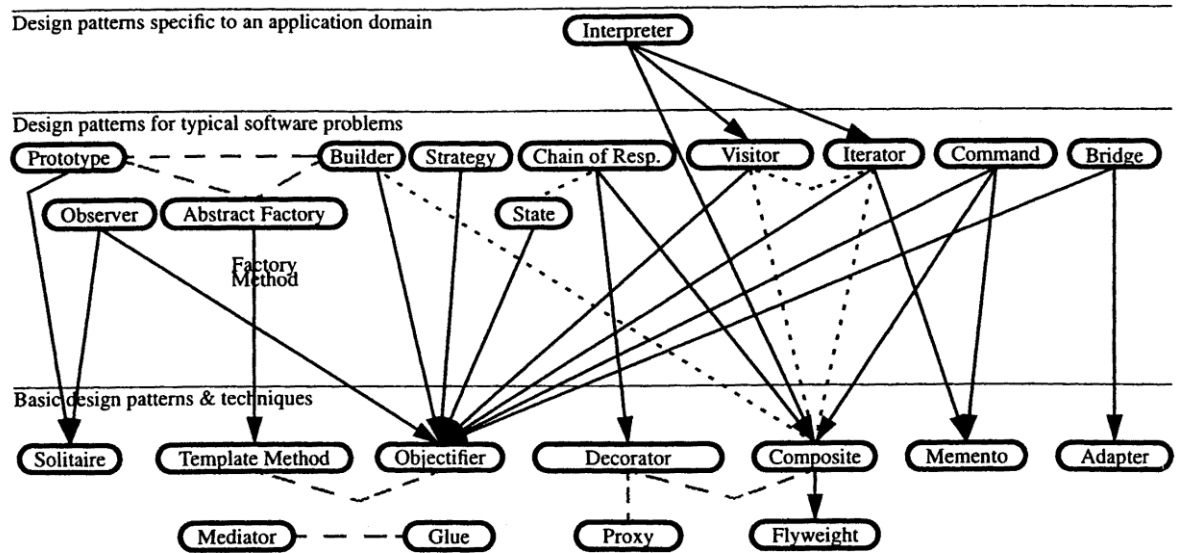 Design patterns specific to an application domain
Interpreter
Design patterns for typical software problems
Prototype
Builder
Strategy
Chain of Resp.
Visitor
Iterator
Command
Bridge
Observer
Abstract Factory
State
Factory
Method
Basic design patterns & techniques
Solitaire
Template Method
Objectifier
Decorator
Composite
Memento
Adapter
Mediator
Glue
Proxy
Flyweight